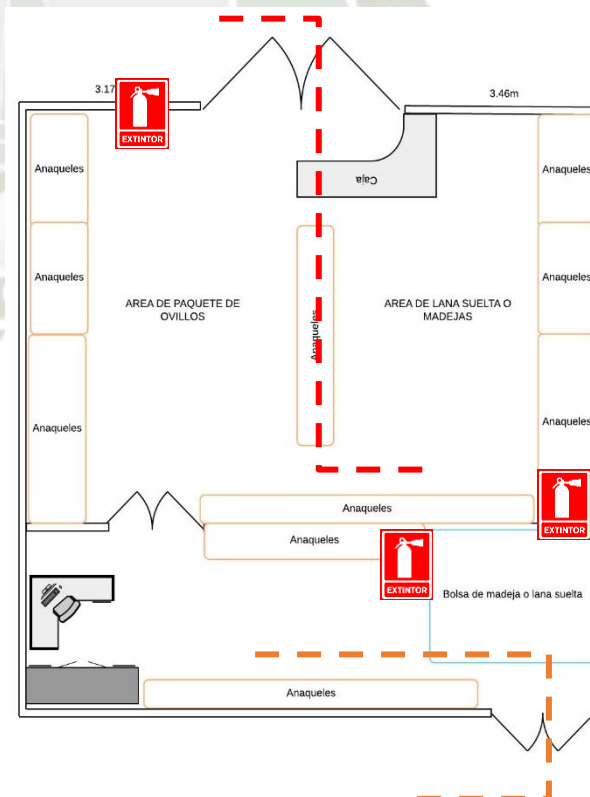 3.17
EXTINTOR
3.46m
Anaqueles
Caja
Anaqueles
Anaqueles
Anaqueles
AREA DE PAQUETE DE
OVILLOS
Anaqueles
AREA DE LANA SUELTA O
MADEJAS
Anaqueles
Anaqueles
Anaqueles
Anaqueles
EXTINTOR
Anaqueles
EXTINTOR
Bolsa de madeja o lana suelta
Anaqueles